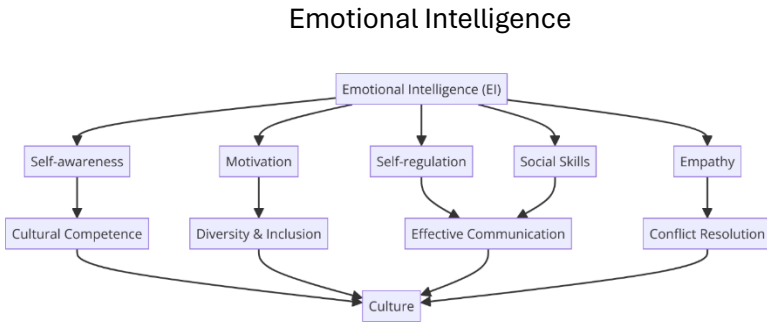 Emotional Intelligence
Emotional Intelligence (EI)
Self-awareness
Motivation
Self-regulation
Social Skills
Empathy
Cultural Competence
Diversity & Inclusion
Effective Communication
Conflict Resolution
Culture